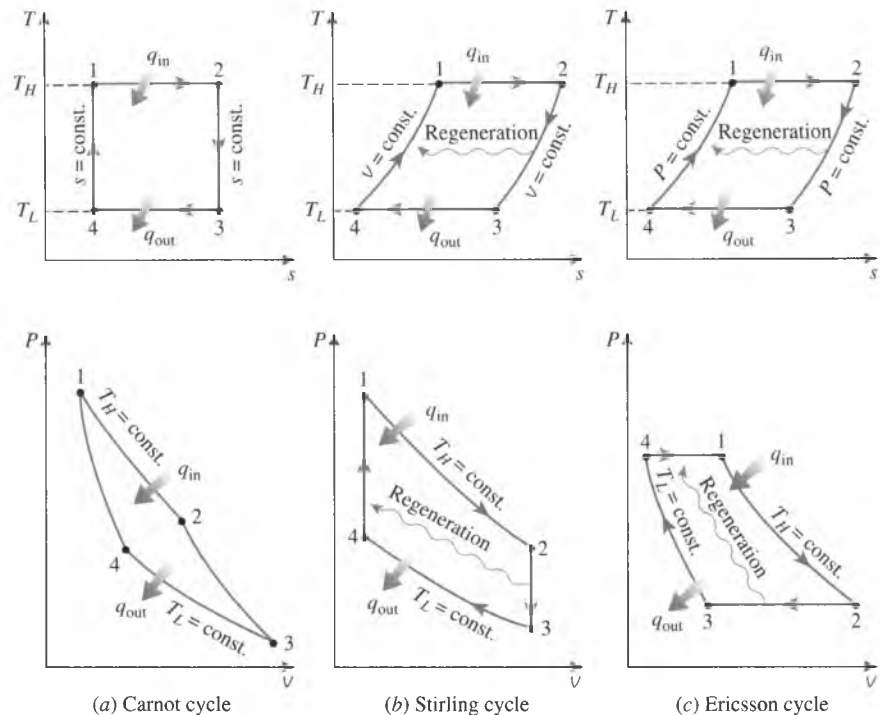 T
T
T
q_in
q_in
q_in
1
2
1
2
1
2
T_H
T_H
T_H
s = const.
s = const.
v = const.
Regeneration
v = const.
P = const.
Regeneration
P = const.
T_L
T_L
T_L
4
3
4
3
4
3
q_out
q_out
q_out
s
s
s
P
P
P
1
T_H = const.
q_in
2
4
q_out
T_L = const.
3
v
1
q_in
T_H = const.
Regeneration
4
2
q_out
T_L = const.
3
v
4
1
q_in
T_L = const.
Regeneration
T_H = const.
q_out
3
2
v
(a) Carnot cycle
(b) Stirling cycle
(c) Ericsson cycle